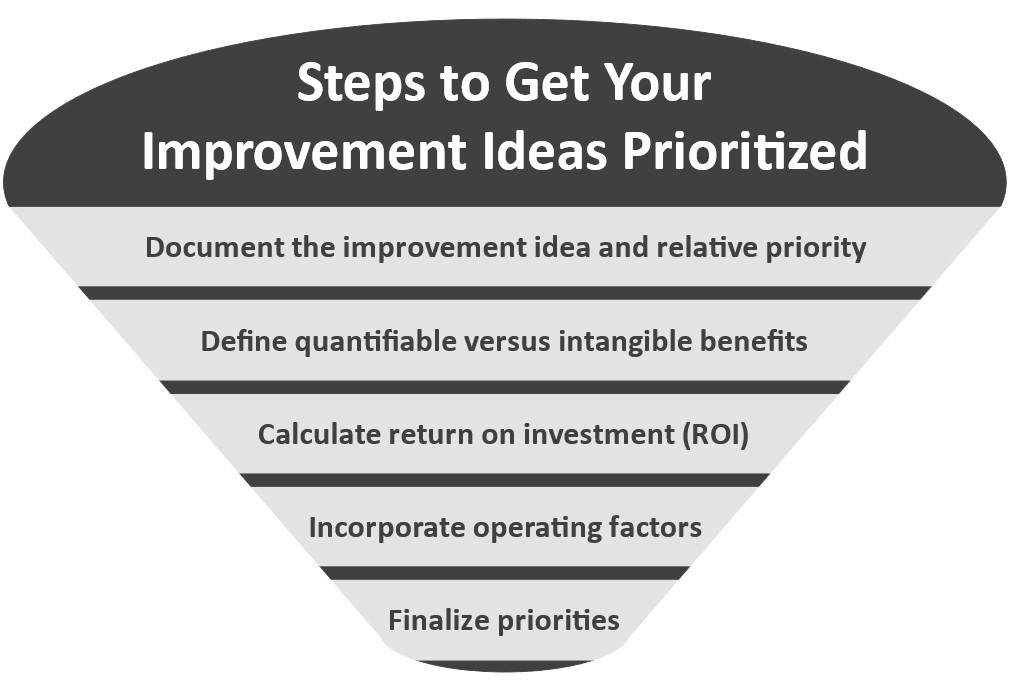 Steps to Get Your
Improvement Ideas Prioritized
Document the improvement idea and relative priority
Define quantifiable versus intangible benefits
Calculate return on investment (ROI)
Incorporate operating factors
Finalize priorities